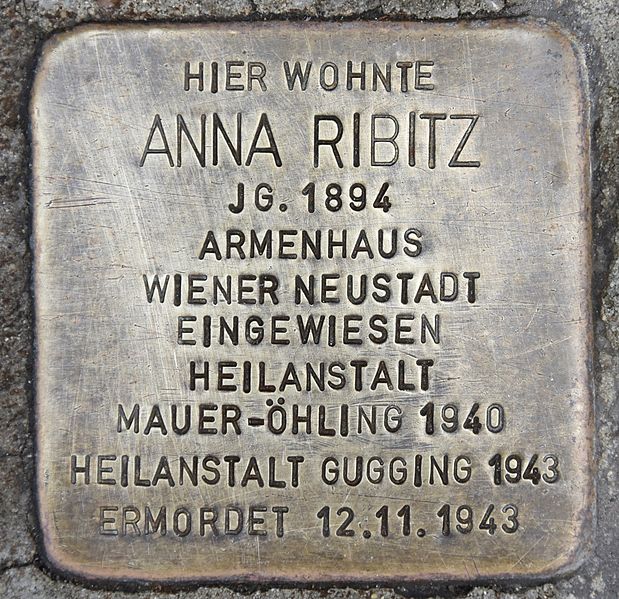 HIER WOHNTE
ANNA RIBITZ
JG. 1894
ARMENHAUS
WIENER NEUSTADT
EINGEWIESEN
HEILANSTALT
MAUER-ÖHLING 1940
HEILANSTALT GUGGING 1943
ERMORDET 12.11.1943